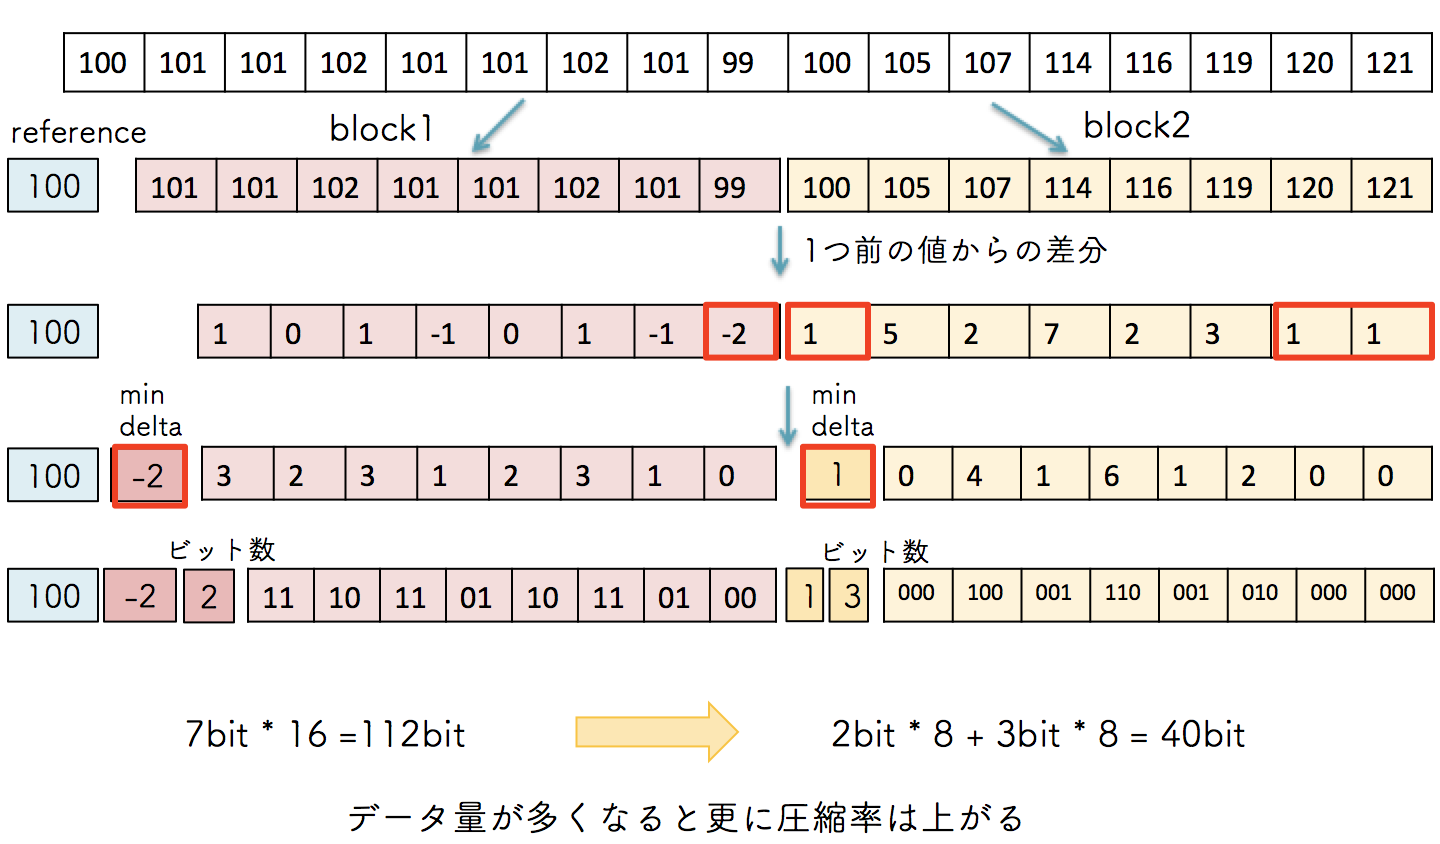 100 101 101 102 101 101 102 101 99 100 105 107 114 116 119 120 121
reference block1 block2
100 101 101 102 101 101 102 101 99 100 105 107 114 116 119 120 121
1つ前の値からの差分
100 1 0 1 -1 0 1 -1 -2 1 5 2 7 2 3 1 1
min min
delta delta
100 -2 3 2 3 1 2 3 1 0 1 0 4 1 6 1 2 0 0
ビット数 ビット数
100 -2 2 11 10 11 01 10 11 01 00 1 3 000 100 001 110 001 010 000 000
7bit * 16 =112bit 2bit * 8 + 3bit * 8 = 40bit
データ量が多くなると更に圧縮率は上がる